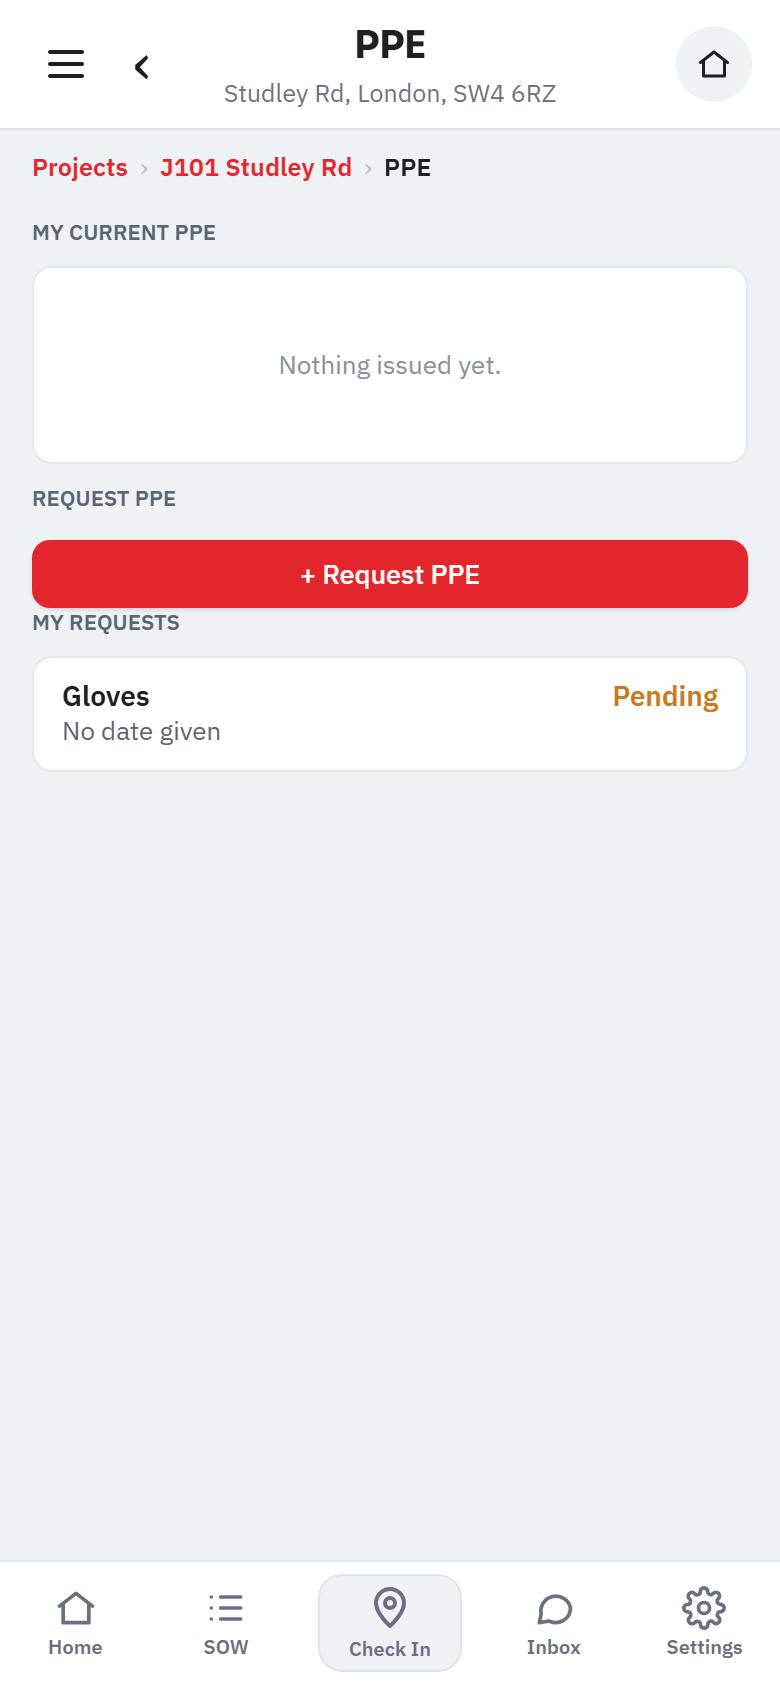 PPE
Studley Rd, London, SW4 6RZ
Projects › J101 Studley Rd › PPE
MY CURRENT PPE
Nothing issued yet.
REQUEST PPE
+ Request PPE
MY REQUESTS
Gloves Pending
No date given
Home SOW Check In Inbox Settings